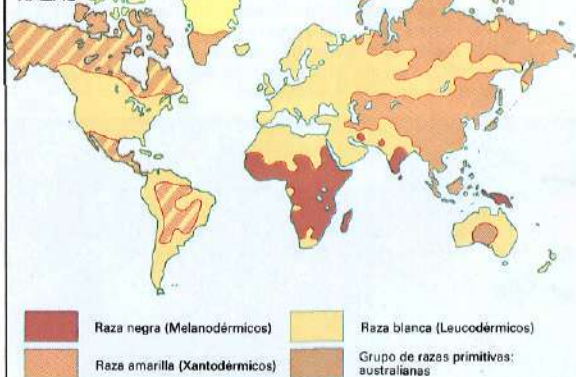 Raza negra (Melanodérmicos)
Raza blanca (Leucodérmicos)
Raza amarilla (Xantodérmicos)
Grupo de razas primitivas:
australianas